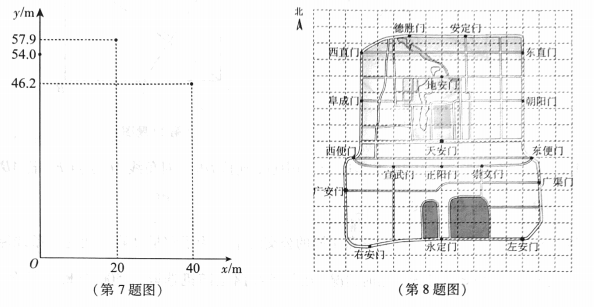 y/m
57.9
54.0
46.2
O
20
40
x/m
(第7题图)
北
德胜门
安定门
西直门
东直门
地安门
阜成门
朝阳门
天安门
西便门
东便门
宣武门
正阳门
崇文门
广安门
广渠门
右安门
永定门
左安门
(第8题图)